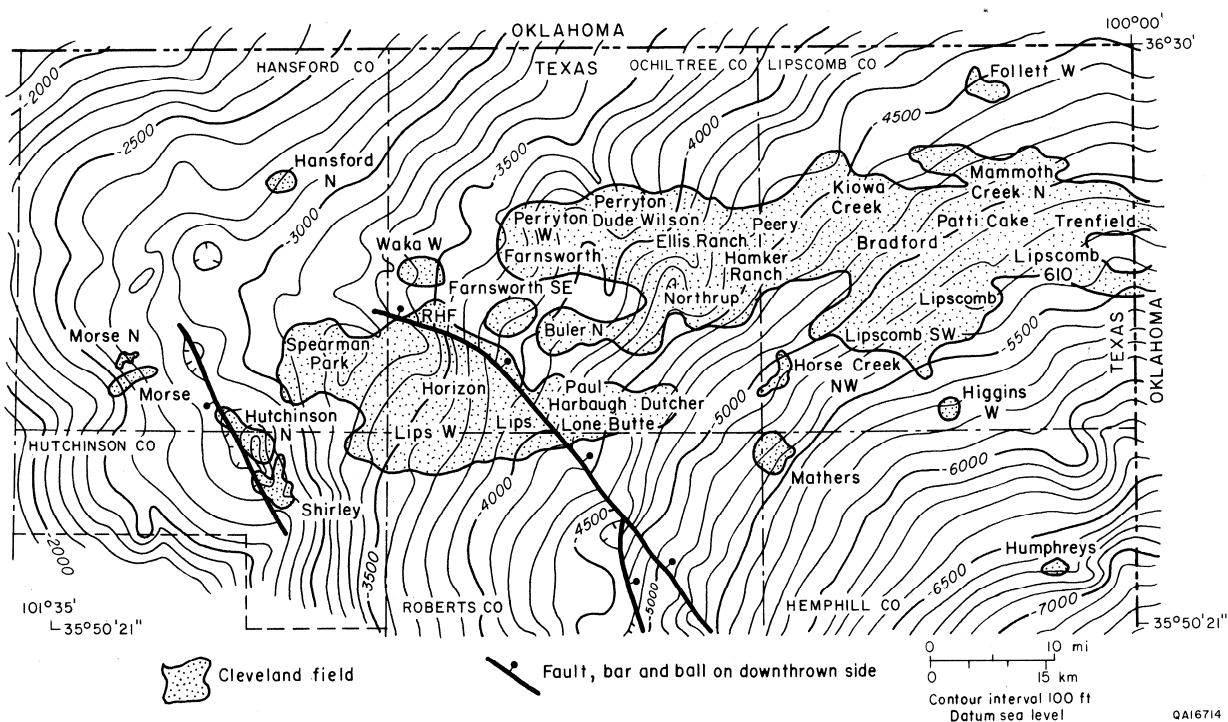 OKLAHOMA
100°00'
36°30'
HANSFORD CO
TEXAS
OCHILTREE CO
LIPSCOMB CO
Follett W
-2000
-2500
-3500
-4000
-4500
Hansford
N
-3000
Mammoth
Creek N
Kiowa
Creek
Perryton
Perryton
W
Dude Wilson
Peery
Patti Cake
Trenfield
Waka W
Farnsworth
Ellis Ranch
Hamker
Ranch
Bradford
Lipscomb
610
Farnsworth SE
Northrup
Lipscomb
RHF
Buler N
Lipscomb SW
-5500
TEXAS
OKLAHOMA
Morse N
Spearman
Park
Morse
Horizon
Paul
Harbaugh
Dutcher
Horse Creek
NW
-5000
Higgins
W
Hutchinson
N
Lips W
Lips
Lone Butte
HUTCHINSON CO
-6000
Mathers
-4000
Shirley
-4500
-2000
-3500
Humphreys
-6500
-5000
-7000
101°35'
35°50'21"
ROBERTS CO
HEMPHILL CO
35°50'21"
Cleveland field
Fault, bar and ball on downthrown side
0 10 mi
0 15 km
Contour interval 100 ft
Datum sea level
QA16714